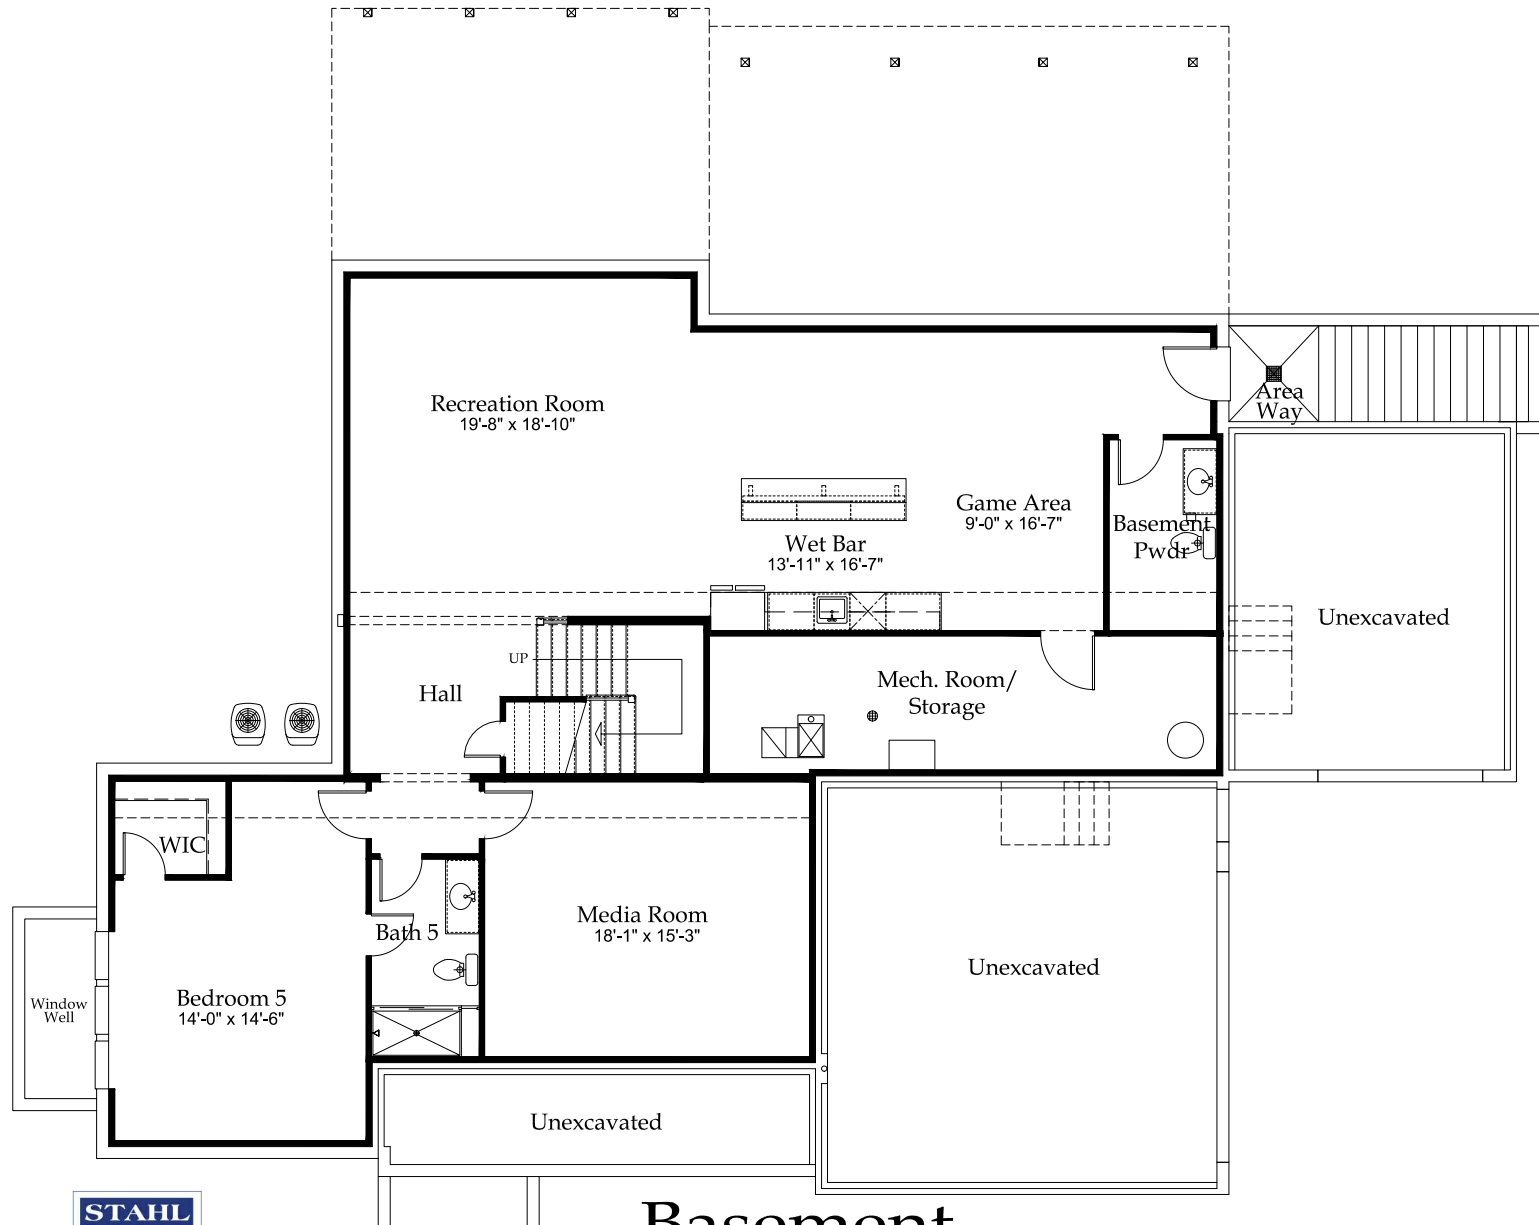 Area
Way
Recreation Room
19'-8" x 18'-10"
Game Area
9'-0" x 16'-7"
Basement
Pwdr
Wet Bar
13'-11" x 16'-7"
Unexcavated
UP
Hall
Mech. Room/
Storage
WIC
Media Room
18'-1" x 15'-3"
Bath 5
Unexcavated
Bedroom 5
14'-0" x 14'-6"
Window
Well
Unexcavated
STAHL
Basement